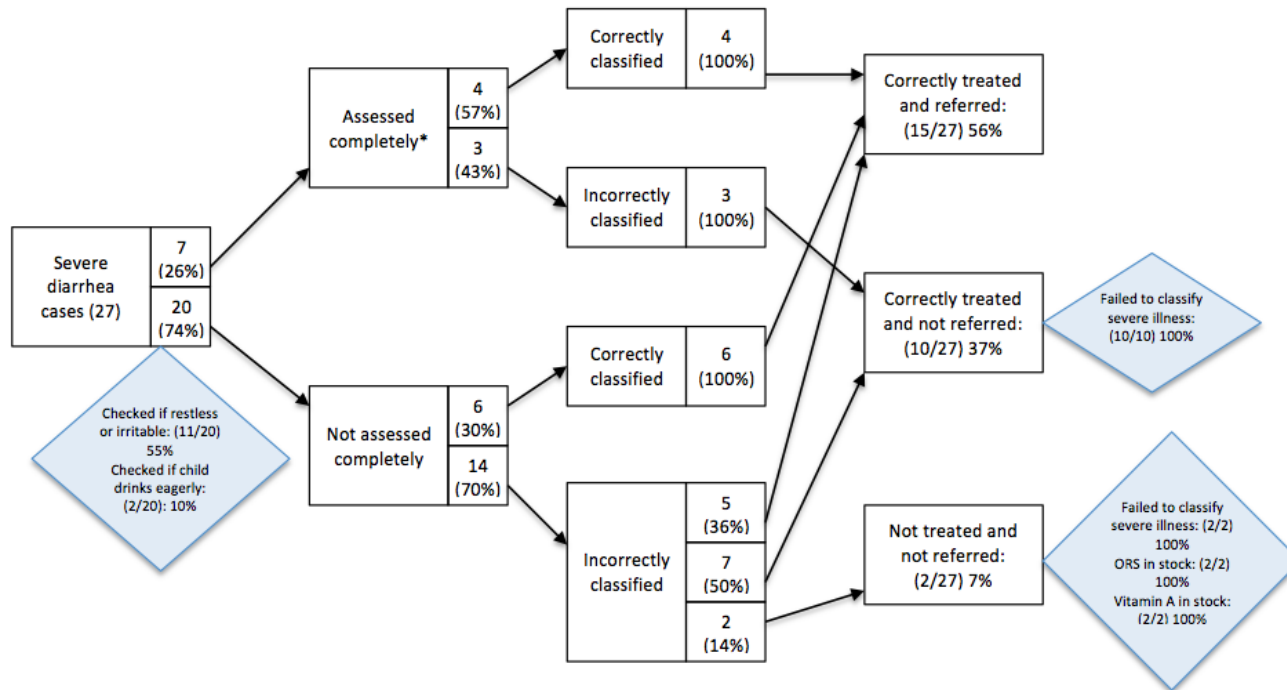 Severe
diarrhea
cases (27)
7
(26%)
20
(74%)
Checked if restless
or irritable: (11/20)
55%
Checked if child
drinks eagerly:
(2/20): 10%
Assessed
completely*
4
(57%)
3
(43%)
Not assessed
completely
6
(30%)
14
(70%)
Correctly
classified
4
(100%)
Incorrectly
classified
3
(100%)
Correctly
classified
6
(100%)
Incorrectly
classified
5
(36%)
7
(50%)
2
(14%)
Correctly treated
and referred:
(15/27) 56%
Correctly treated
and not referred:
(10/27) 37%
Not treated and
not referred:
(2/27) 7%
Failed to classify
severe illness:
(10/10) 100%
Failed to classify
severe illness: (2/2)
100%
ORS in stock: (2/2)
100%
Vitamin A in stock:
(2/2) 100%